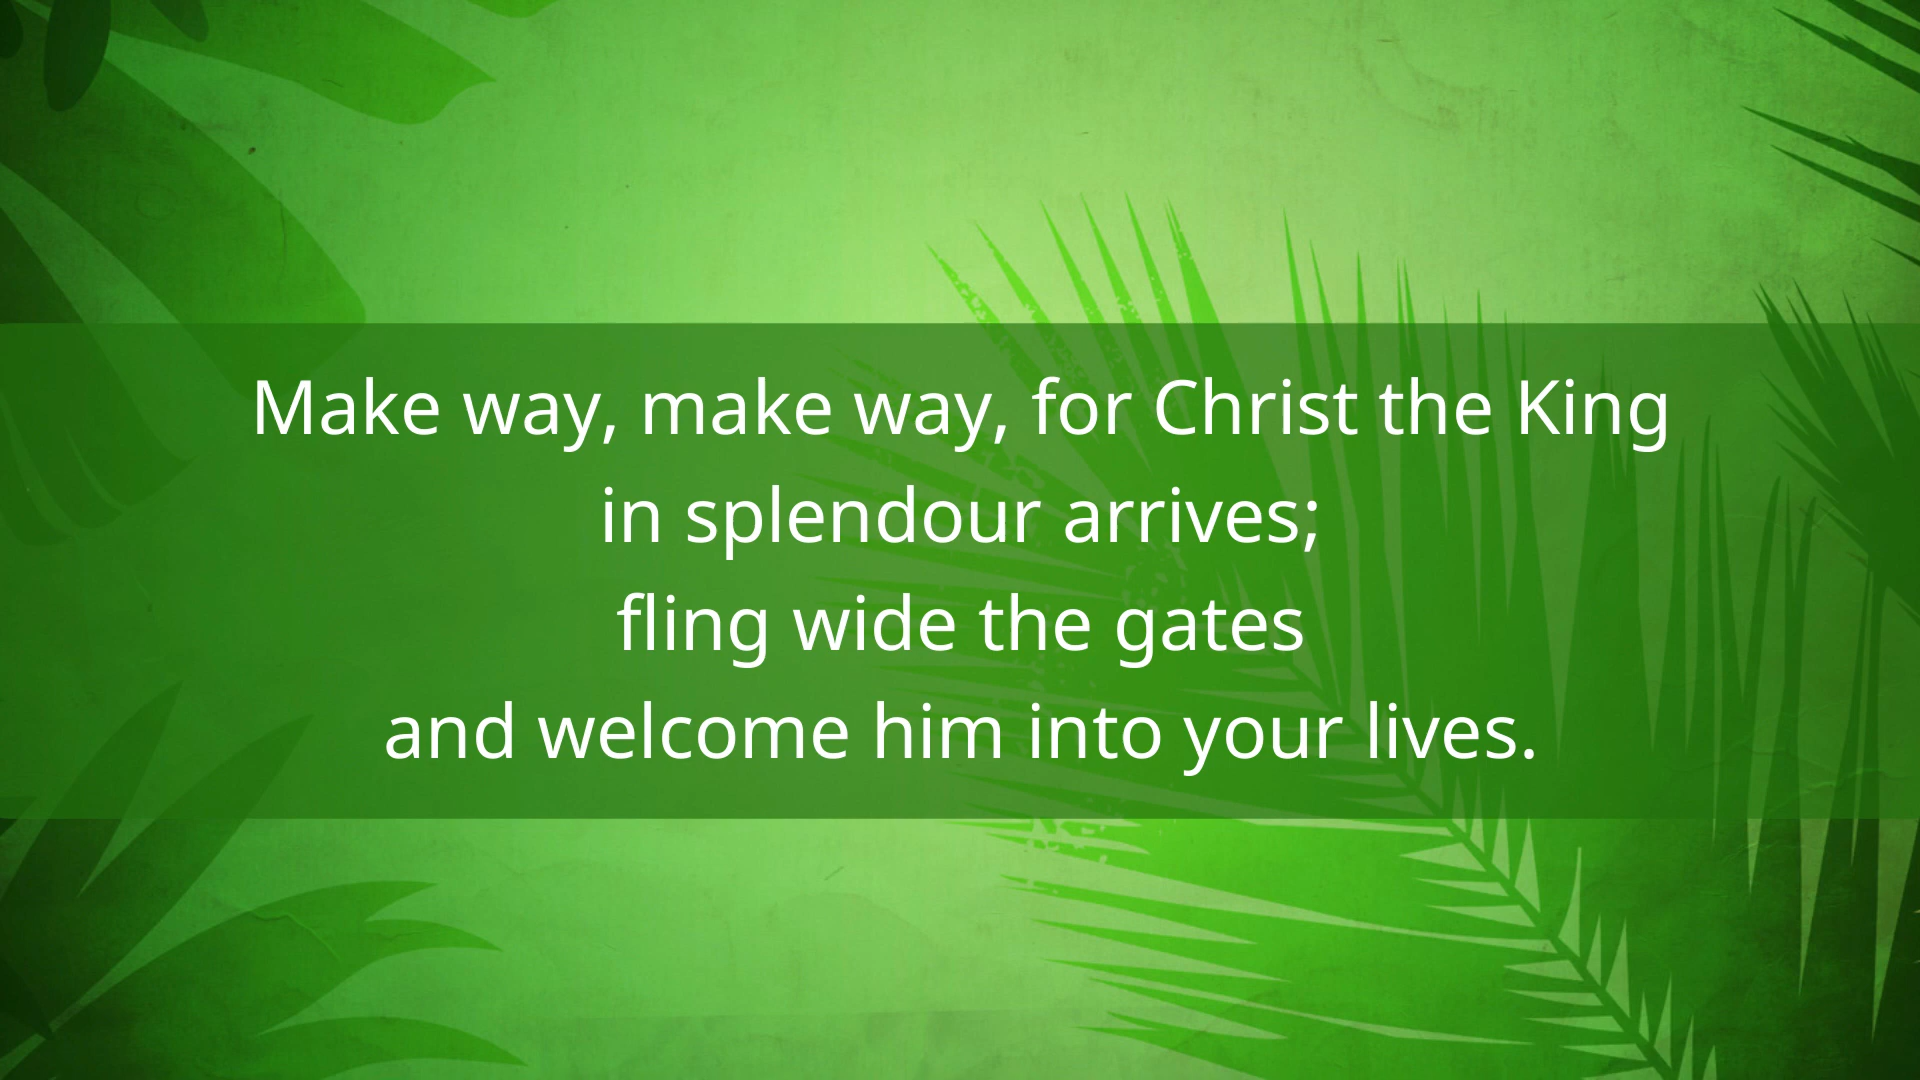 Make way, make way, for Christ the King
in splendour arrives;
fling wide the gates
and welcome him into your lives.